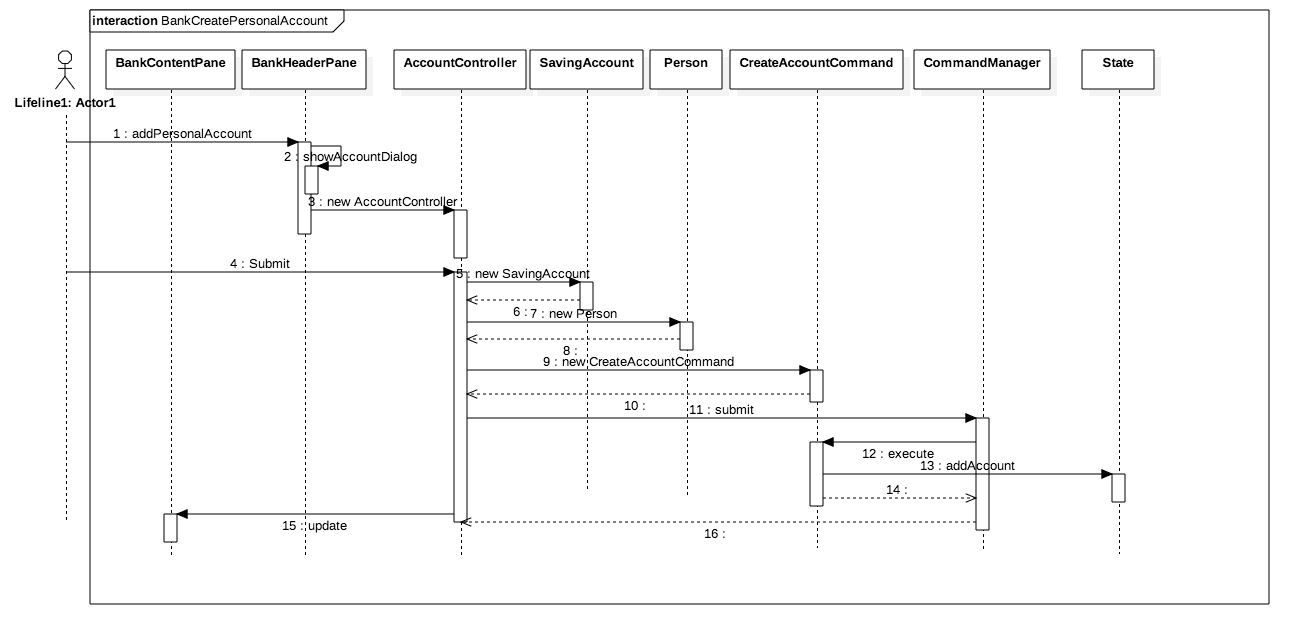 interaction BankCreatePersonalAccount
BankContentPane
BankHeaderPane
AccountController
SavingAccount
Person
CreateAccountCommand
CommandManager
State
Lifeline1: Actor1
1 : addPersonalAccount
2 : showAccountDialog
3 : new AccountController
4 : Submit
5 : new SavingAccount
6 :
7 : new Person
8 :
9 : new CreateAccountCommand
10 :
11 : submit
12 : execute
13 : addAccount
14 :
15 : update
16 :